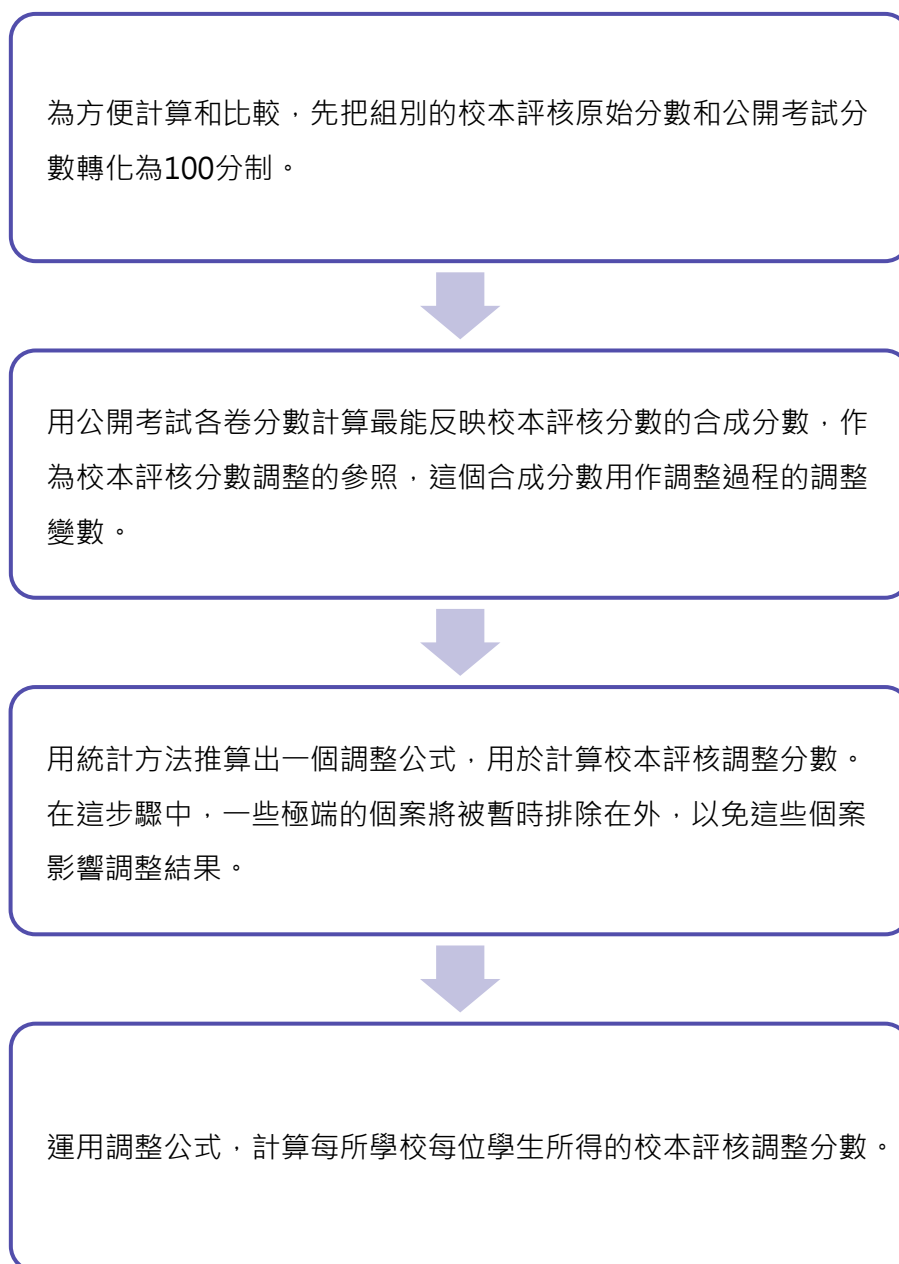 為方便計算和比較，先把組別的校本評核原始分數和公開考試分
數轉化為100分制。
用公開考試各卷分數計算最能反映校本評核分數的合成分數，作
為校本評核分數調整的參照，這個合成分數用作調整過程的調整
變數。
用統計方法推算出一個調整公式，用於計算校本評核調整分數。
在這步驟中，一些極端的個案將被暫時排除在外，以免這些個案
影響調整結果。
運用調整公式，計算每所學校每位學生所得的校本評核調整分數。